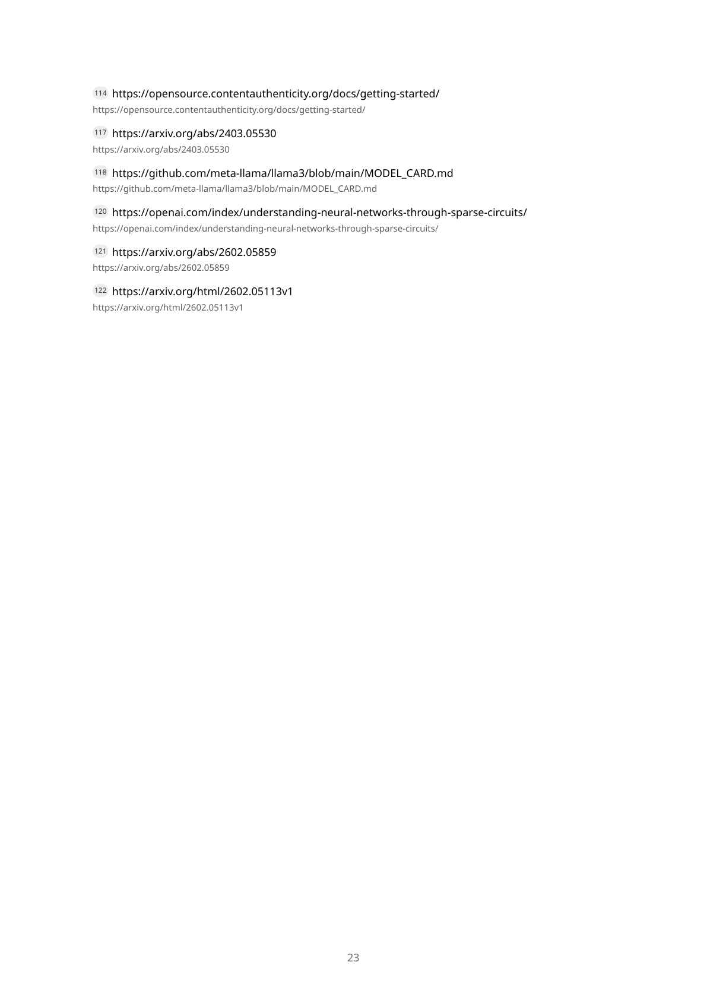 114 https://opensource.contentauthenticity.org/docs/getting-started/
https://opensource.contentauthenticity.org/docs/getting-started/
117 https://arxiv.org/abs/2403.05530
https://arxiv.org/abs/2403.05530
118 https://github.com/meta-llama/llama3/blob/main/MODEL_CARD.md
https://github.com/meta-llama/llama3/blob/main/MODEL_CARD.md
120 https://openai.com/index/understanding-neural-networks-through-sparse-circuits/
https://openai.com/index/understanding-neural-networks-through-sparse-circuits/
121 https://arxiv.org/abs/2602.05859
https://arxiv.org/abs/2602.05859
122 https://arxiv.org/html/2602.05113v1
https://arxiv.org/html/2602.05113v1
23